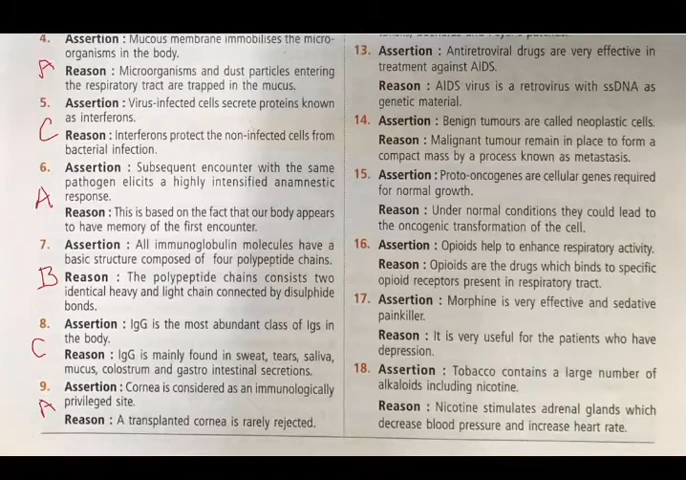 4. Assertion : Mucous membrane immobilises the micro-
organisms in the body.
A
Reason : Microorganisms and dust particles entering
the respiratory tract are trapped in the mucus.
5. Assertion : Virus-infected cells secrete proteins known
as interferons.
C
Reason : Interferons protect the non-infected cells from
bacterial infection.
6. Assertion : Subsequent encounter with the same
pathogen elicits a highly intensified anamnestic
response.
A
Reason : This is based on the fact that our body appears
to have memory of the first encounter.
7. Assertion : All immunoglobulin molecules have a
basic structure composed of four polypeptide chains.
B
Reason : The polypeptide chains consists two
identical heavy and light chain connected by disulphide
bonds.
8. Assertion : IgG is the most abundant class of Igs in
the body.
C
Reason : IgG is mainly found in sweat, tears, saliva,
mucus, colostrum and gastro intestinal secretions.
9. Assertion : Cornea is considered as an immunologically
privileged site.
A
Reason : A transplanted cornea is rarely rejected.
13. Assertion : Antiretroviral drugs are very effective in
treatment against AIDS.
Reason : AIDS virus is a retrovirus with ssDNA as
genetic material.
14. Assertion : Benign tumours are called neoplastic cells.
Reason : Malignant tumour remain in place to form a
compact mass by a process known as metastasis.
15. Assertion : Proto-oncogenes are cellular genes required
for normal growth.
Reason : Under normal conditions they could lead to
the oncogenic transformation of the cell.
16. Assertion : Opioids help to enhance respiratory activity.
Reason : Opioids are the drugs which binds to specific
opioid receptors present in respiratory tract.
17. Assertion : Morphine is very effective and sedative
painkiller.
Reason : It is very useful for the patients who have
depression.
18. Assertion : Tobacco contains a large number of
alkaloids including nicotine.
Reason : Nicotine stimulates adrenal glands which
decrease blood pressure and increase heart rate.